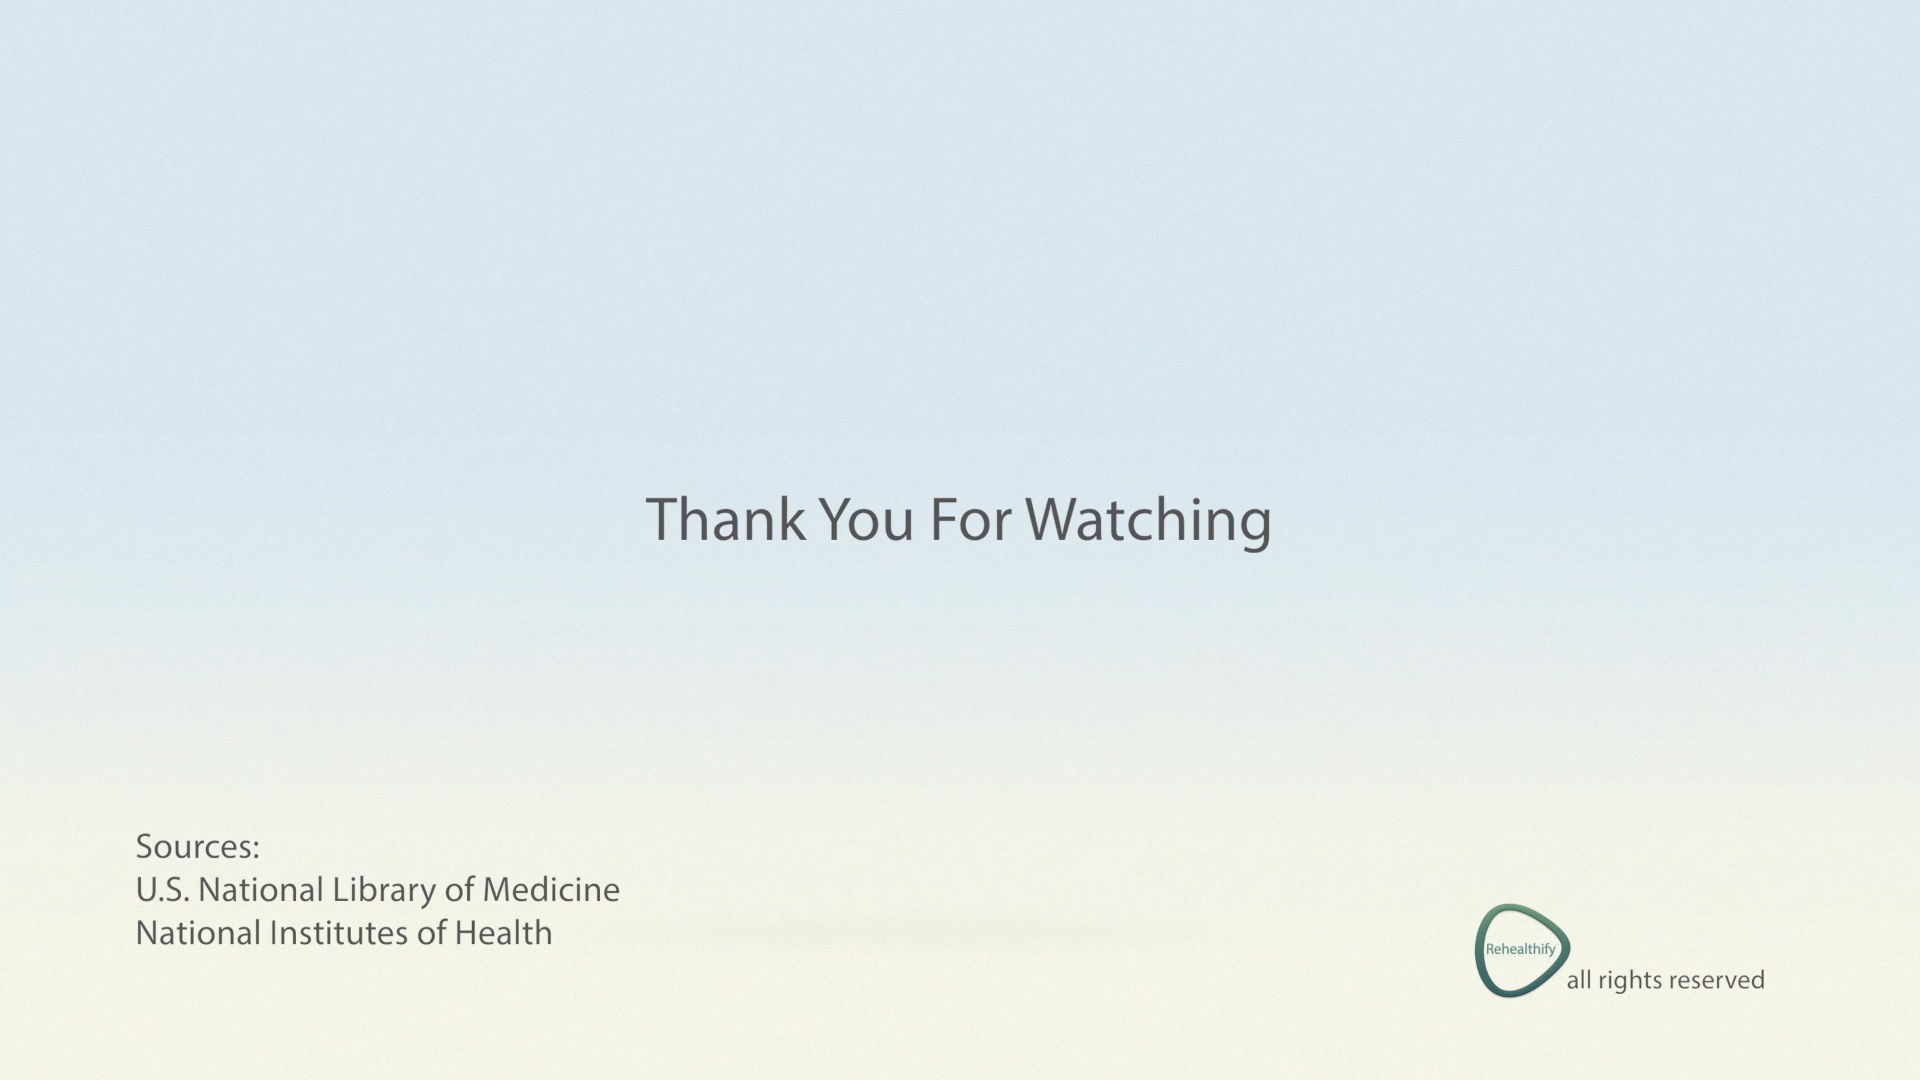 Thank You For Watching
Sources:
U.S. National Library of Medicine
National Institutes of Health
Rehealthify
all rights reserved